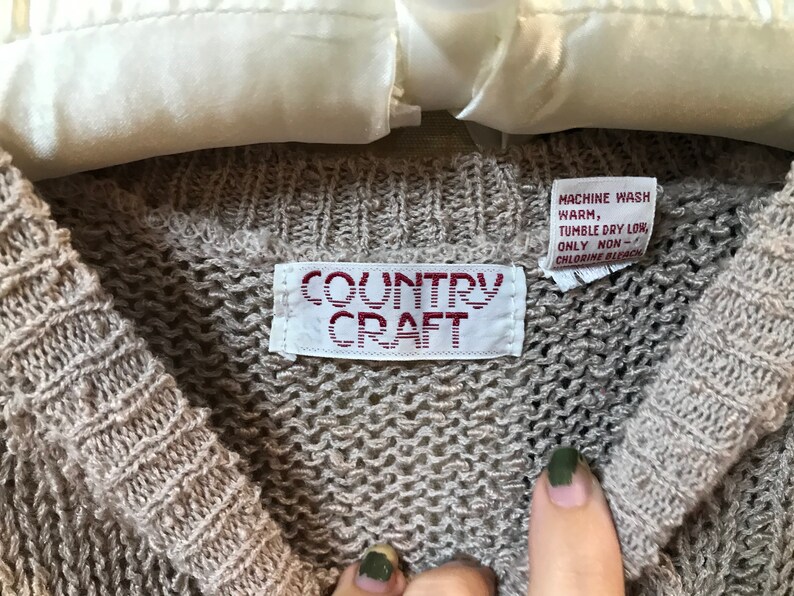 COUNTRY
CRAFT
MACHINE WASH
WARM,
TUMBLE DRY LOW,
ONLY NON-
CHLORINE BLEACH